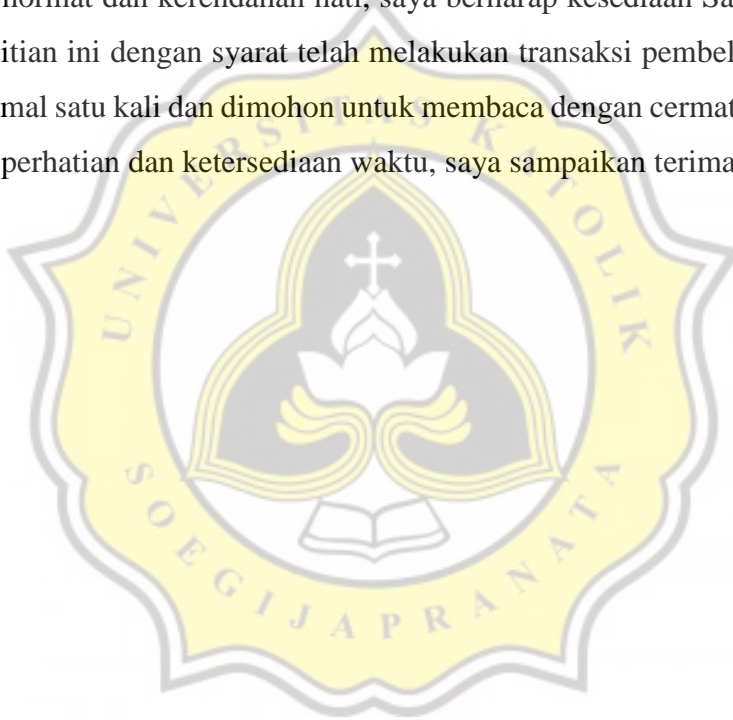 hormat dan kerendahan hati, saya berharap kesediaan Sa
itian ini dengan syarat telah melakukan transaksi pembel
mal satu kali dan dimohon untuk membaca dengan cermat
perhatian dan ketersediaan waktu, saya sampaikan terima
UNIVERSITAS KATOLIK
SOEGIJAPRANATA